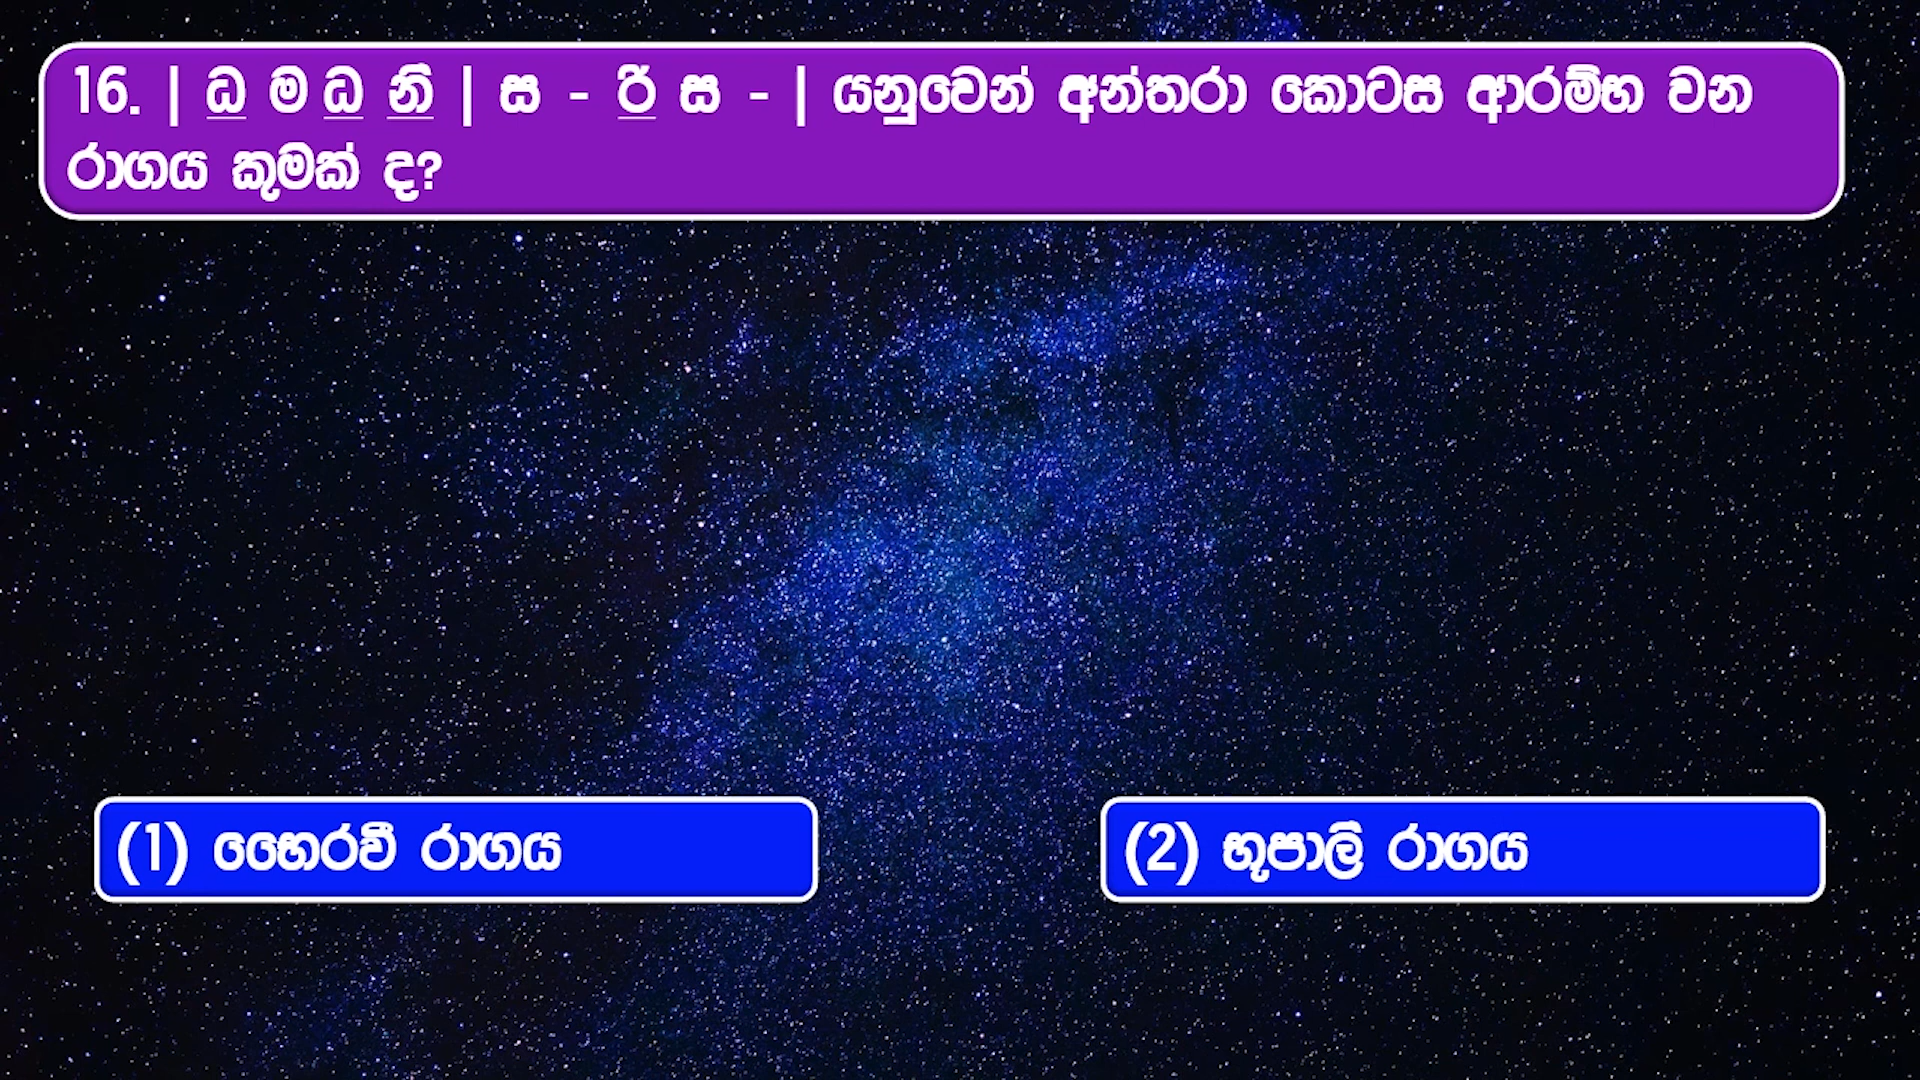 16. | ධ ම ධ නි | ස - රි ස - | යනුවෙන් අන්තරා කොටස ආරම්භ වන
රාගය කුමක් ද?
(1) භෛරවී රාගය
(2) භූපාලි රාගය